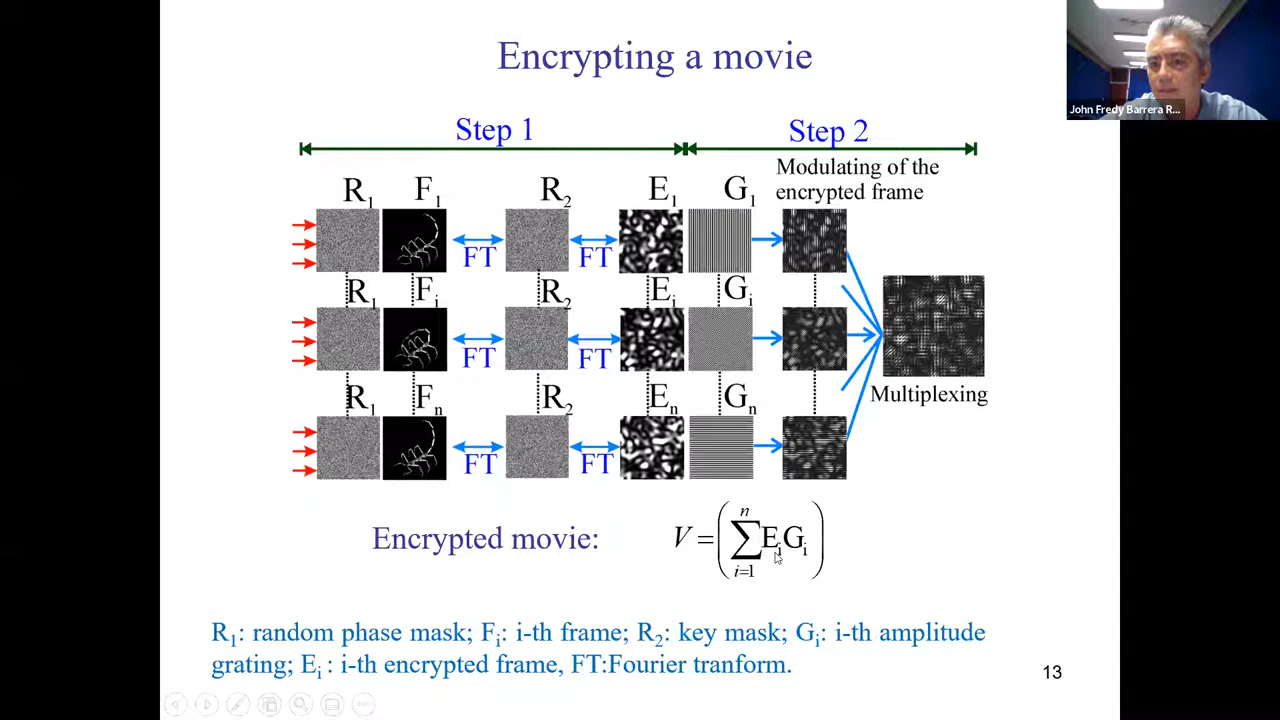 Encrypting a movie
John Fredy Barrera R...
Step 1
Step 2
Modulating of the
encrypted frame
R1 F1 R2 E1 G1
FT FT
R1 Fi R2 Ei Gi
FT FT
Multiplexing
R1 Fn R2 En Gn
FT FT
Encrypted movie: V = ( n ∑ i=1 EiGi )
R1: random phase mask; Fi: i-th frame; R2: key mask; Gi: i-th amplitude
grating; Ei : i-th encrypted frame, FT:Fourier tranform.
13